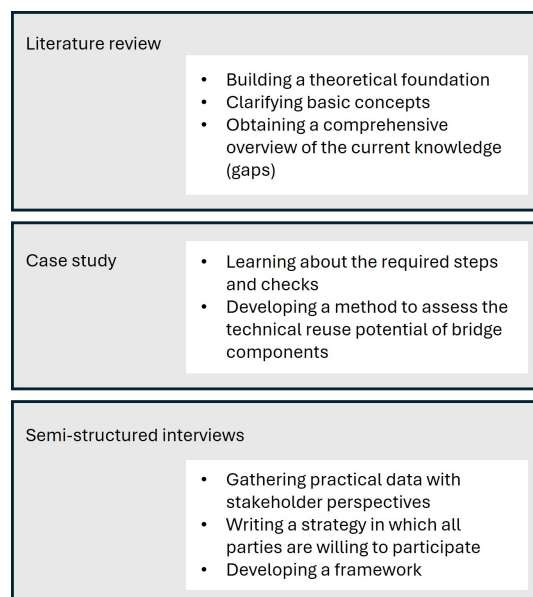 Literature review
• Building a theoretical foundation
• Clarifying basic concepts
• Obtaining a comprehensive
overview of the current knowledge
(gaps)
Case study
• Learning about the required steps
and checks
• Developing a method to assess the
technical reuse potential of bridge
components
Semi-structured interviews
• Gathering practical data with
stakeholder perspectives
• Writing a strategy in which all
parties are willing to participate
• Developing a framework